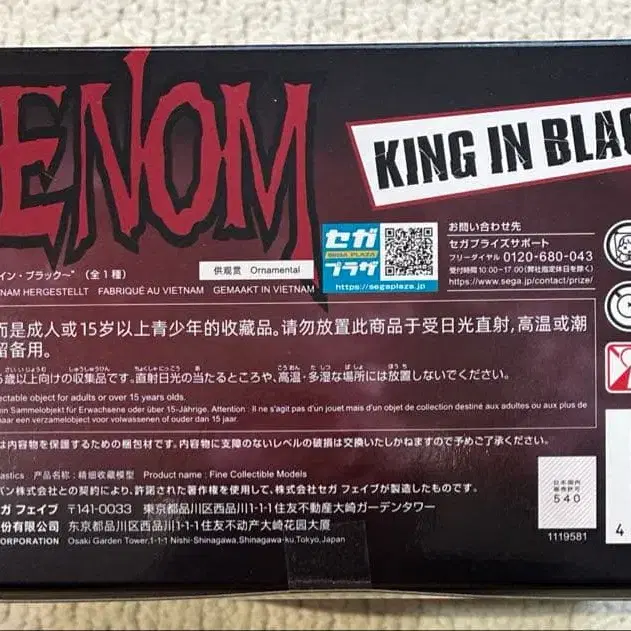 ENOM
KING IN BLAC
お問い合わせ先
セガプライズサポート
フリーダイヤル 0120-680-043
受付時間 10:00-17:00(弊社指定休日を除く)
https://www.sega.jp/contact/prize/
セガ
SEGA PLAZA
プラザ
https://segaplaza.jp
イン・ブラック～" (全1種)
供观赏 Ornamental
NAM HERGESTELLT FABRIQUÉ AU VIETNAM GEMAAKT IN VIETNAM
而是成人或15岁以上青少年的收藏品。请勿放置此商品于受日光直射,高温或潮
留备用。
歳以上向けの収集品です。直射日光の当たるところや、高温・多湿な場所には放置しないでください。
ectable object for adults or over 15 years olds.
ein Sammelobjekt für Erwachsene oder über 15-Jährige. Attention : Il ne s'agit pas d'un jouet mais d'un objet de collection destiné aux adultes ou aux plus de
aar een verzamelobject voor volwassenen of ouder dan 15 jaar.
は内容物を保護するための梱包材です。内容物に支障のないレベルの破損は交換いたしかねますので予めご了承ください。
astics 产品名称:精细收藏模型 Product name : Fine Collectible Models
パン株式会社との契約により、許諾された著作権を使用して、株式会社セガ フェイブが製造したものです。
ガ フェイブ 〒141-0033 東京都品川区西品川1-1-1住友不動産大崎ガーデンタワー
份有限公司 东京都品川区西品川1-1-1住友不动产大崎花园大厦
CORPORATION Osaki Garden Tower,1-1-1 Nishi-Shinagawa,Shinagawa-ku,Tokyo,Japan
日本国内
販売許可
540
1119581
4